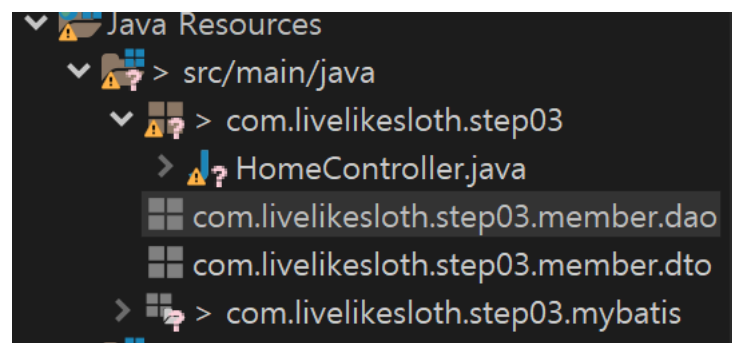 Java Resources
> src/main/java
> com.livelikesloth.step03
HomeController.java
com.livelikesloth.step03.member.dao
com.livelikesloth.step03.member.dto
> com.livelikesloth.step03.mybatis